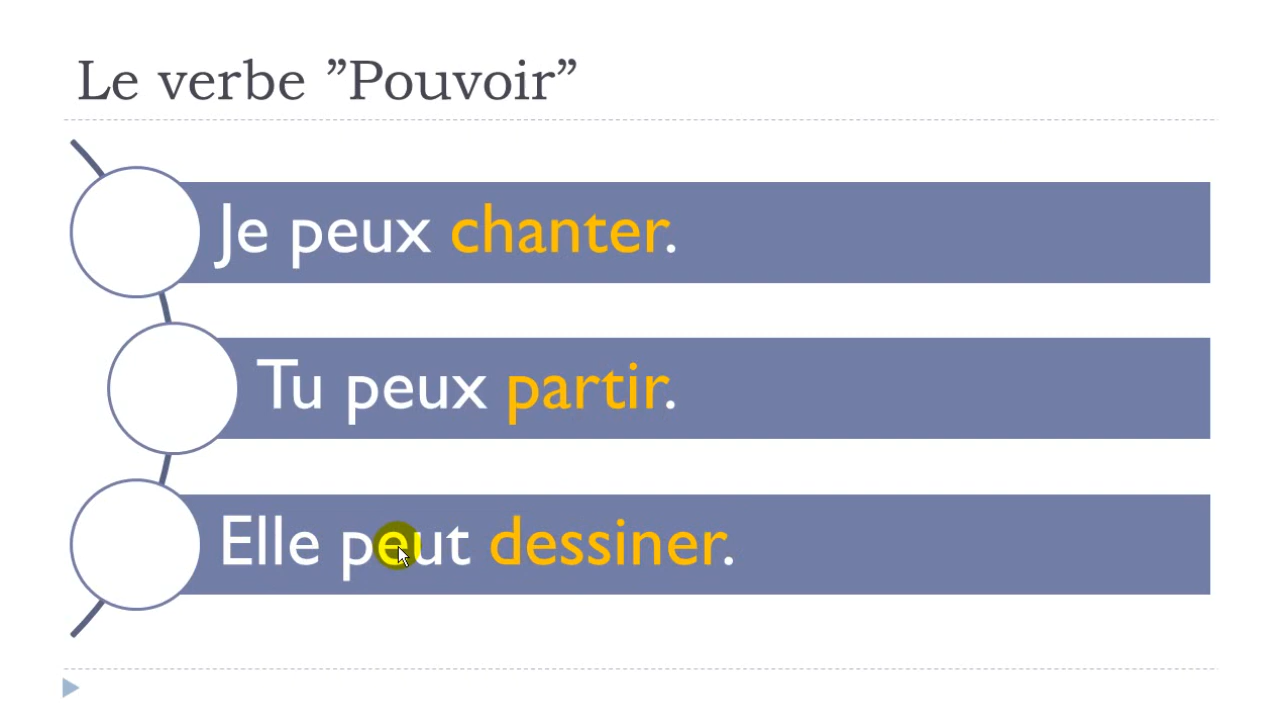 Le verbe ”Pouvoir”
Je peux chanter.
Tu peux partir.
Elle peut dessiner.